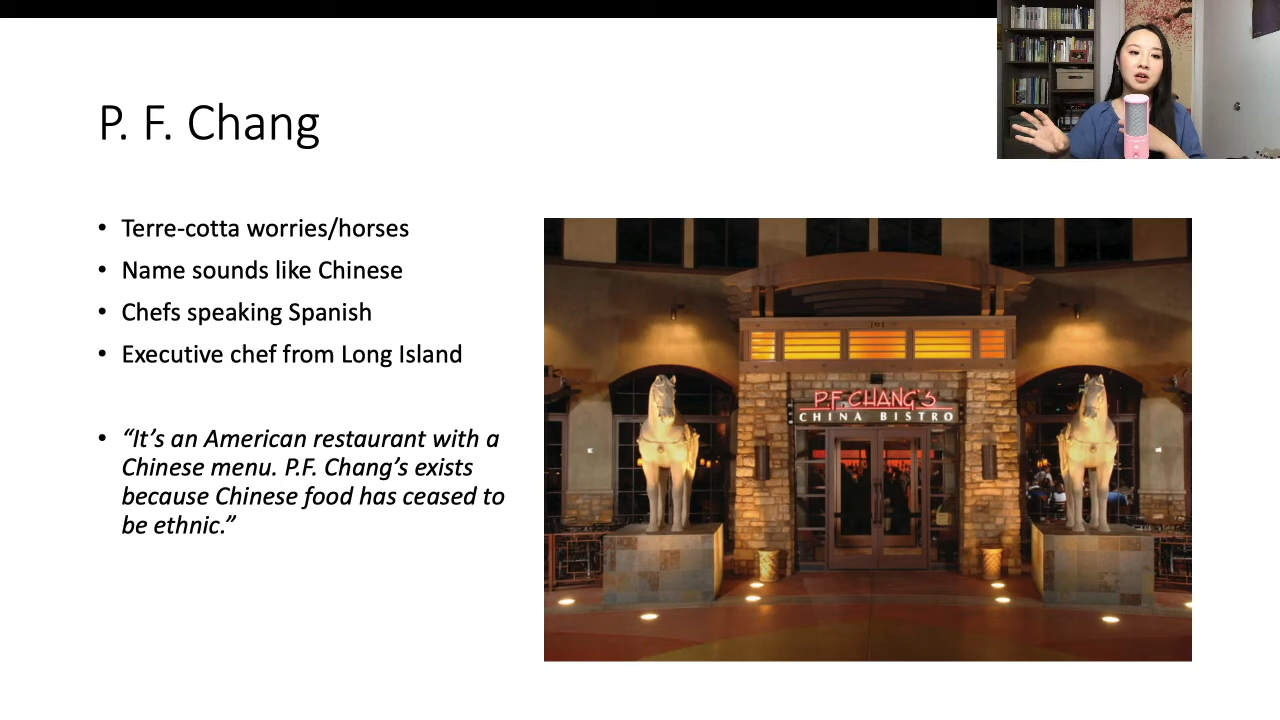 P. F. Chang
• Terre-cotta worries/horses
• Name sounds like Chinese
• Chefs speaking Spanish
• Executive chef from Long Island
• “It’s an American restaurant with a
Chinese menu. P.F. Chang’s exists
because Chinese food has ceased to
be ethnic.”
101
P.F. CHANG'S
CHINA BISTRO